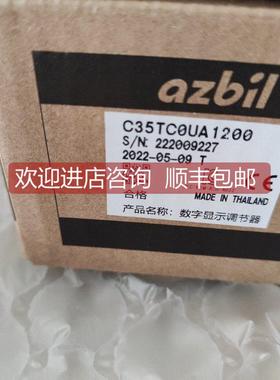 azbil
C35TC0UA1200
S/N: 222009227
2022-05-09 T
欢迎进店咨询 顺丰包邮
合格
MADE IN THAILAND
产品名称: 数字显示调节器